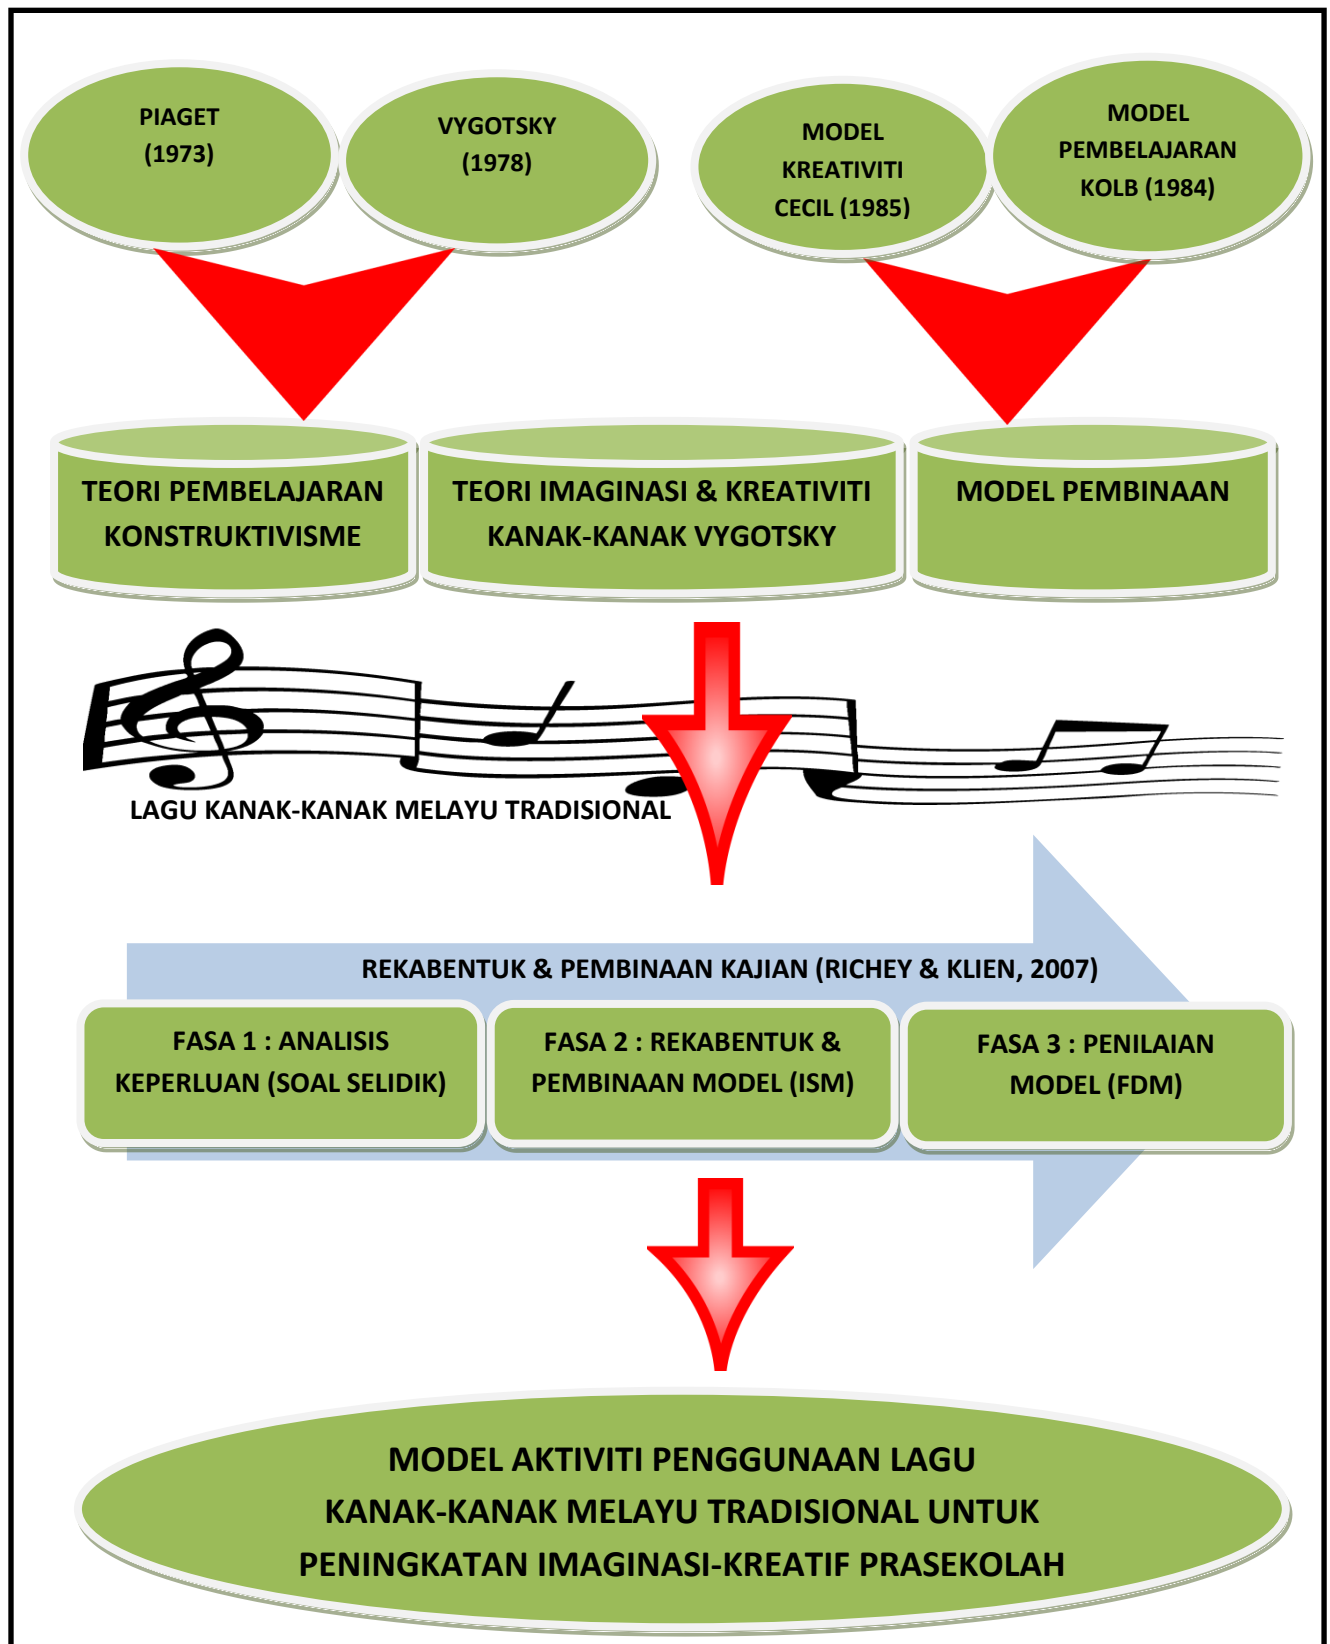 PIAGET
(1973)
VYGOTSKY
(1978)
MODEL
KREATIVITI
CECIL (1985)
MODEL
PEMBELAJARAN
KOLB (1984)
TEORI PEMBELAJARAN
KONSTRUKTIVISME
TEORI IMAGINASI & KREATIVITI
KANAK-KANAK VYGOTSKY
MODEL PEMBINAAN
LAGU KANAK-KANAK MELAYU TRADISIONAL
REKABENTUK & PEMBINAAN KAJIAN (RICHEY & KLIEN, 2007)
FASA 1 : ANALISIS
KEPERLUAN (SOAL SELIDIK)
FASA 2 : REKABENTUK &
PEMBINAAN MODEL (ISM)
FASA 3 : PENILAIAN
MODEL (FDM)
MODEL AKTIVITI PENGGUNAAN LAGU
KANAK-KANAK MELAYU TRADISIONAL UNTUK
PENINGKATAN IMAGINASI-KREATIF PRASEKOLAH